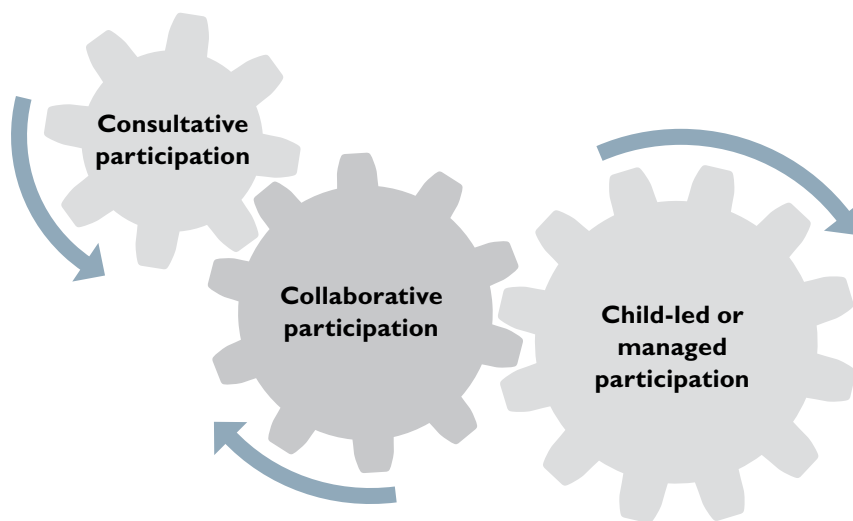 Consultative
participation
Collaborative
participation
Child-led or
managed
participation